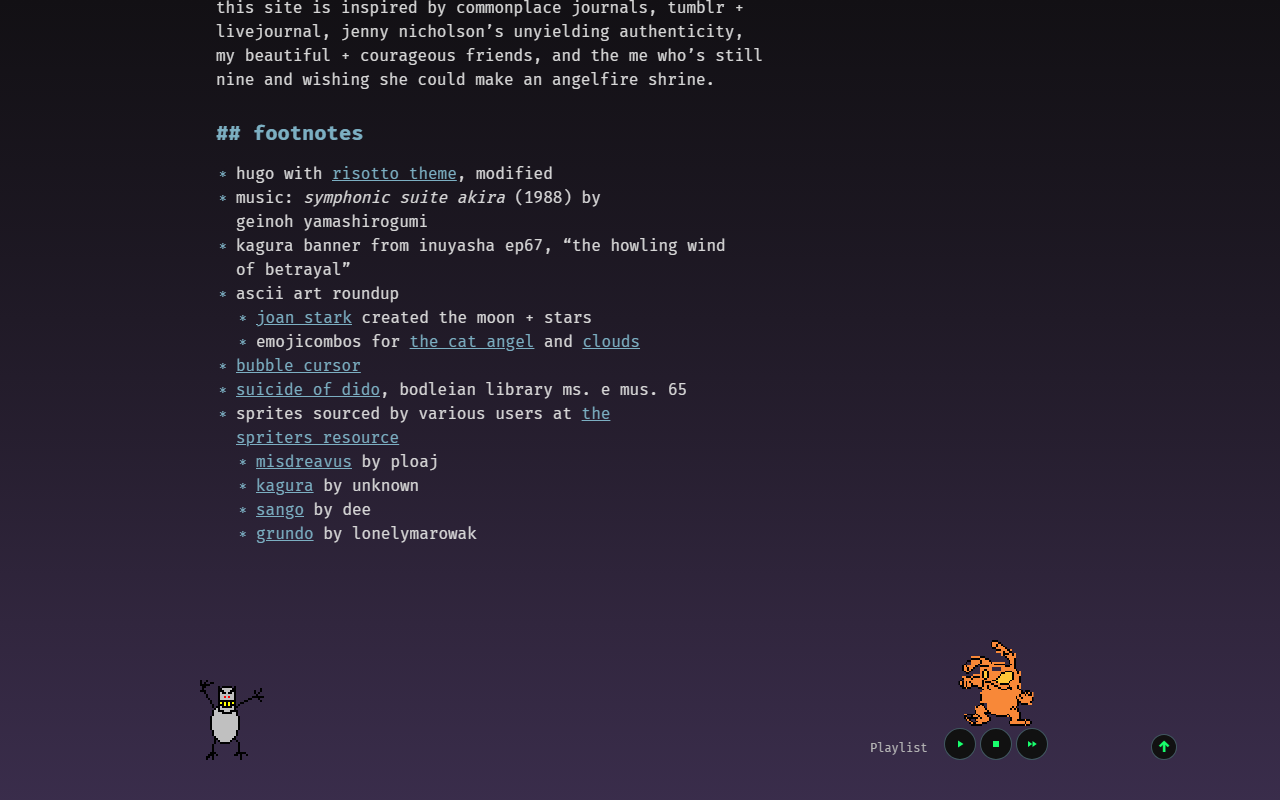 this site is inspired by commonplace journals, tumblr +
livejournal, jenny nicholson’s unyielding authenticity,
my beautiful + courageous friends, and the me who’s still
nine and wishing she could make an angelfire shrine.
## footnotes
* hugo with risotto theme, modified
* music: symphonic suite akira (1988) by
geinoh yamashirogumi
* kagura banner from inuyasha ep67, “the howling wind
of betrayal”
* ascii art roundup
* joan stark created the moon + stars
* emojicombos for the cat angel and clouds
* bubble cursor
* suicide of dido, bodleian library ms. e mus. 65
* sprites sourced by various users at the
spriters resource
* misdreavus by ploaj
* kagura by unknown
* sango by dee
* grundo by lonelymarowak
Playlist